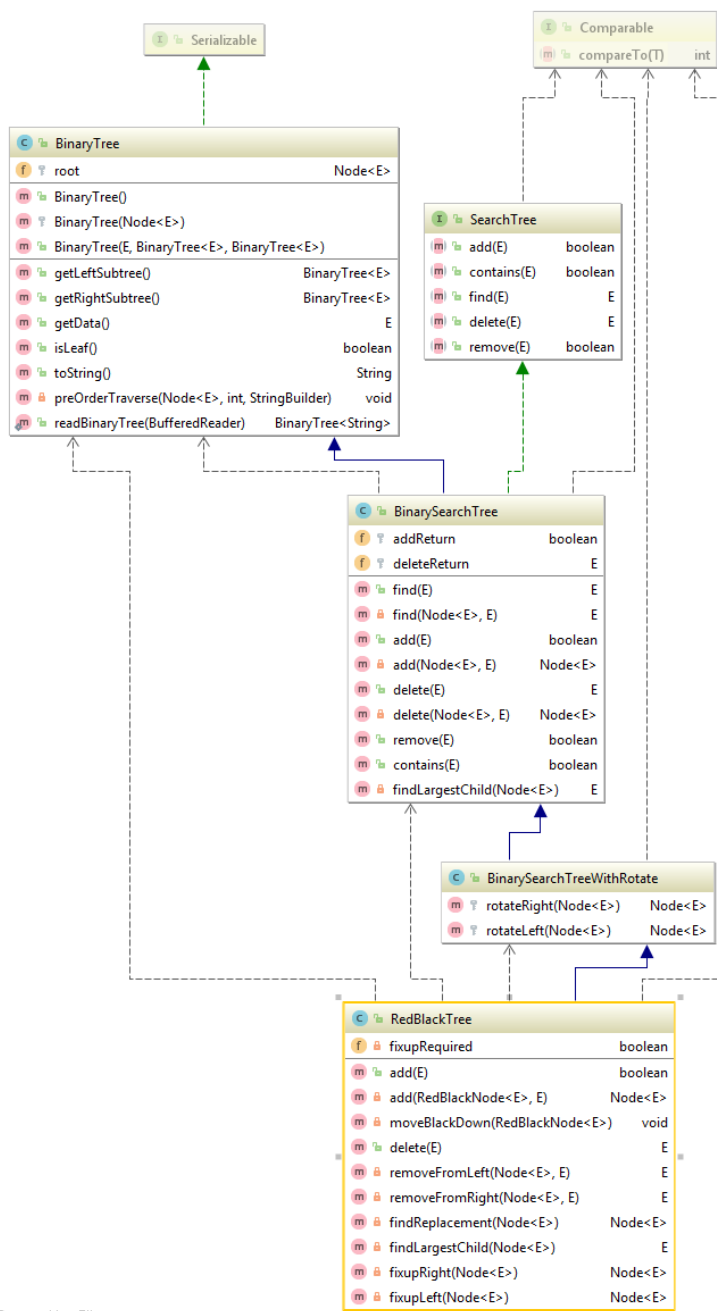 Serializable
Comparable
compareTo(T) int
BinaryTree
root Node<E>
BinaryTree()
BinaryTree(Node<E>)
BinaryTree(E, BinaryTree<E>, BinaryTree<E>)
getLeftSubtree() BinaryTree<E>
getRightSubtree() BinaryTree<E>
getData() E
isLeaf() boolean
toString() String
preOrderTraverse(Node<E>, int, StringBuilder) void
readBinaryTree(BufferedReader) BinaryTree<String>
SearchTree
add(E) boolean
contains(E) boolean
find(E) E
delete(E) E
remove(E) boolean
BinarySearchTree
addReturn boolean
deleteReturn E
find(E) E
find(Node<E>, E) E
add(E) boolean
add(Node<E>, E) Node<E>
delete(E) E
delete(Node<E>, E) Node<E>
remove(E) boolean
contains(E) boolean
findLargestChild(Node<E>) E
BinarySearchTreeWithRotate
rotateRight(Node<E>) Node<E>
rotateLeft(Node<E>) Node<E>
RedBlackTree
fixupRequired boolean
add(E) boolean
add(RedBlackNode<E>, E) Node<E>
moveBlackDown(RedBlackNode<E>) void
delete(E) E
removeFromLeft(Node<E>, E) E
removeFromRight(Node<E>, E) E
findReplacement(Node<E>) Node<E>
findLargestChild(Node<E>) E
fixupRight(Node<E>) Node<E>
fixupLeft(Node<E>) Node<E>